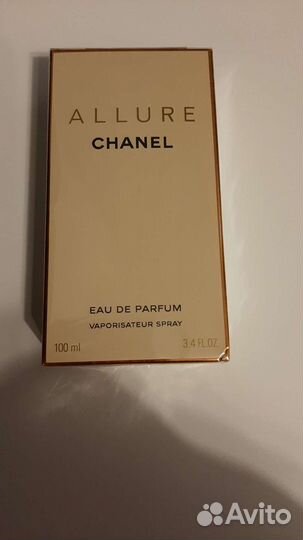 ALLURE
CHANEL
EAU DE PARFUM
VAPORISATEUR SPRAY
100 ml 3.4 FL.OZ.
Avito